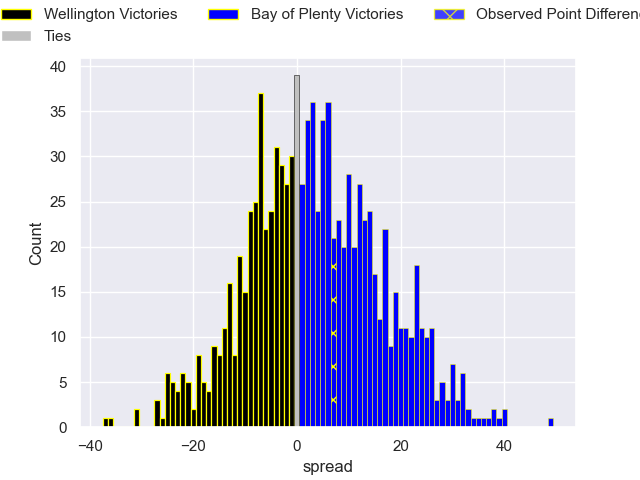 Wellington Victories
Bay of Plenty Victories
Observed Point Differen
Ties
40
35
30
25
20
15
10
5
0
Count
−40
−20
0
20
40
spread